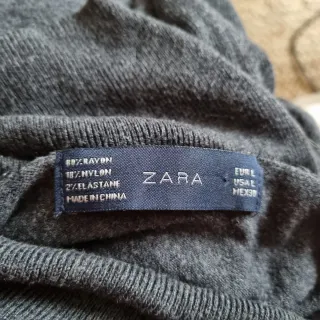 80% RAYON
18% NYLON
2% ELASTANE
MADE IN CHINA
ZARA
EUR L
USA L
MEX 30